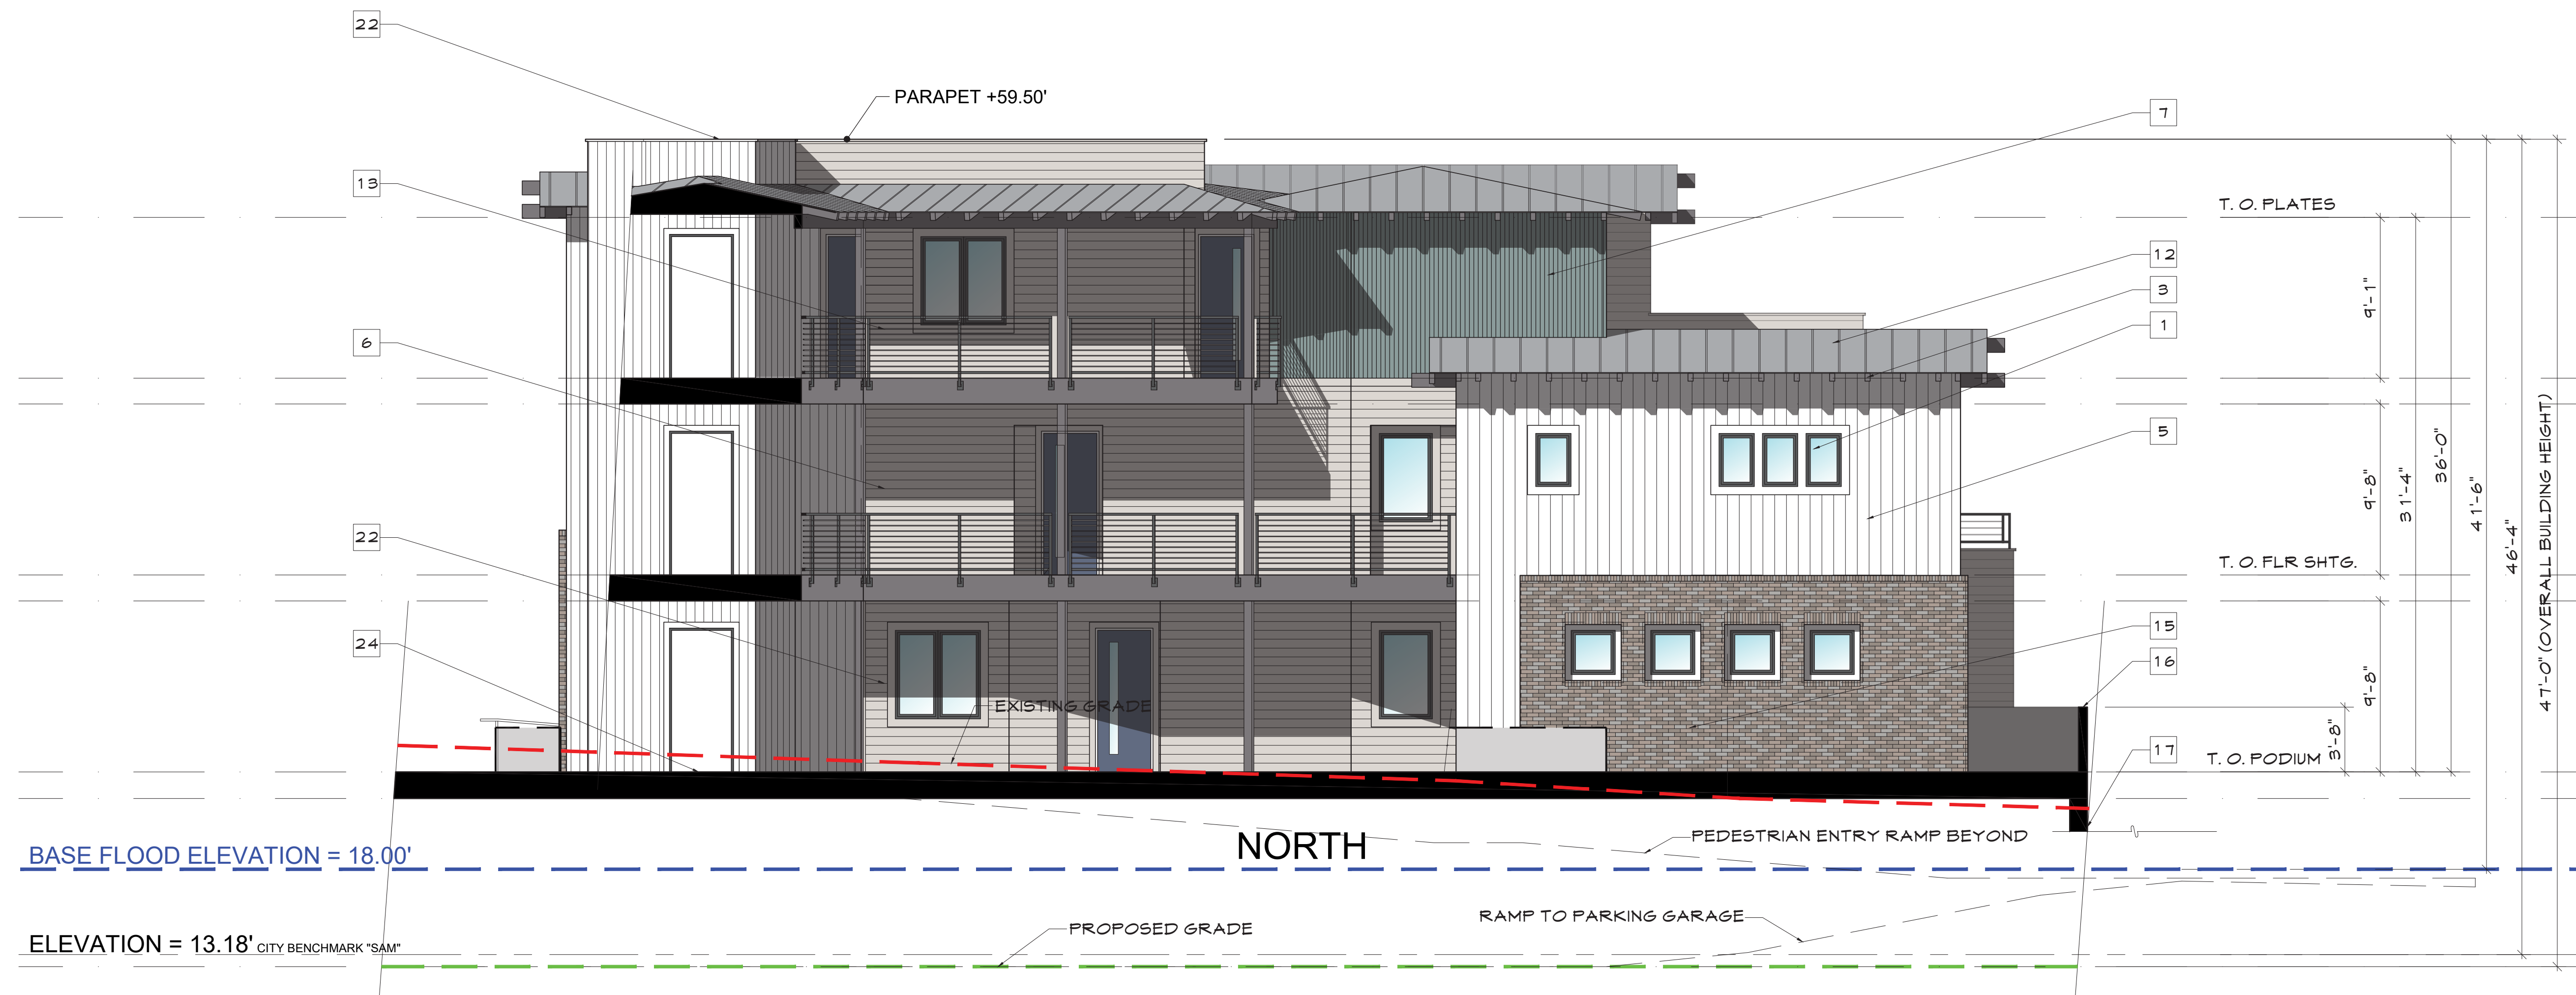 22
PARAPET +59.50'
7
13
T. O. PLATES
12
3
1
6
5
9'-1"
9'-8"
31'-4"
36'-0"
41'-6"
46'-4"
47'-0" (OVERALL BUILDING HEIGHT)
22
T. O. FLR SHTG.
24
15
16
9'-8"
EXISTING GRADE
17
T. O. PODIUM
3'-8"
NORTH
PEDESTRIAN ENTRY RAMP BEYOND
BASE FLOOD ELEVATION = 18.00'
RAMP TO PARKING GARAGE
PROPOSED GRADE
ELEVATION = 13.18' CITY BENCHMARK "SAM"